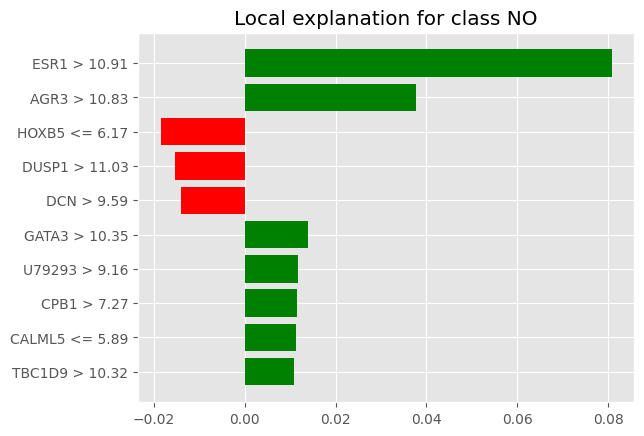 Local explanation for class NO
ESR1 > 10.91
AGR3 > 10.83
HOXB5 <= 6.17
DUSP1 > 11.03
DCN > 9.59
GATA3 > 10.35
U79293 > 9.16
CPB1 > 7.27
CALML5 <= 5.89
TBC1D9 > 10.32
−0.02 0.00 0.02 0.04 0.06 0.08